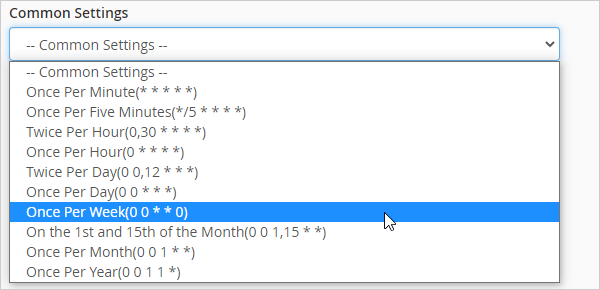 Common Settings
-- Common Settings --
-- Common Settings --
Once Per Minute(* * * * *)
Once Per Five Minutes(*/5 * * * *)
Twice Per Hour(0,30 * * * *)
Once Per Hour(0 * * * *)
Twice Per Day(0 0,12 * * *)
Once Per Day(0 0 * * *)
Once Per Week(0 0 * * 0)
On the 1st and 15th of the Month(0 0 1,15 * *)
Once Per Month(0 0 1 * *)
Once Per Year(0 0 1 1 *)